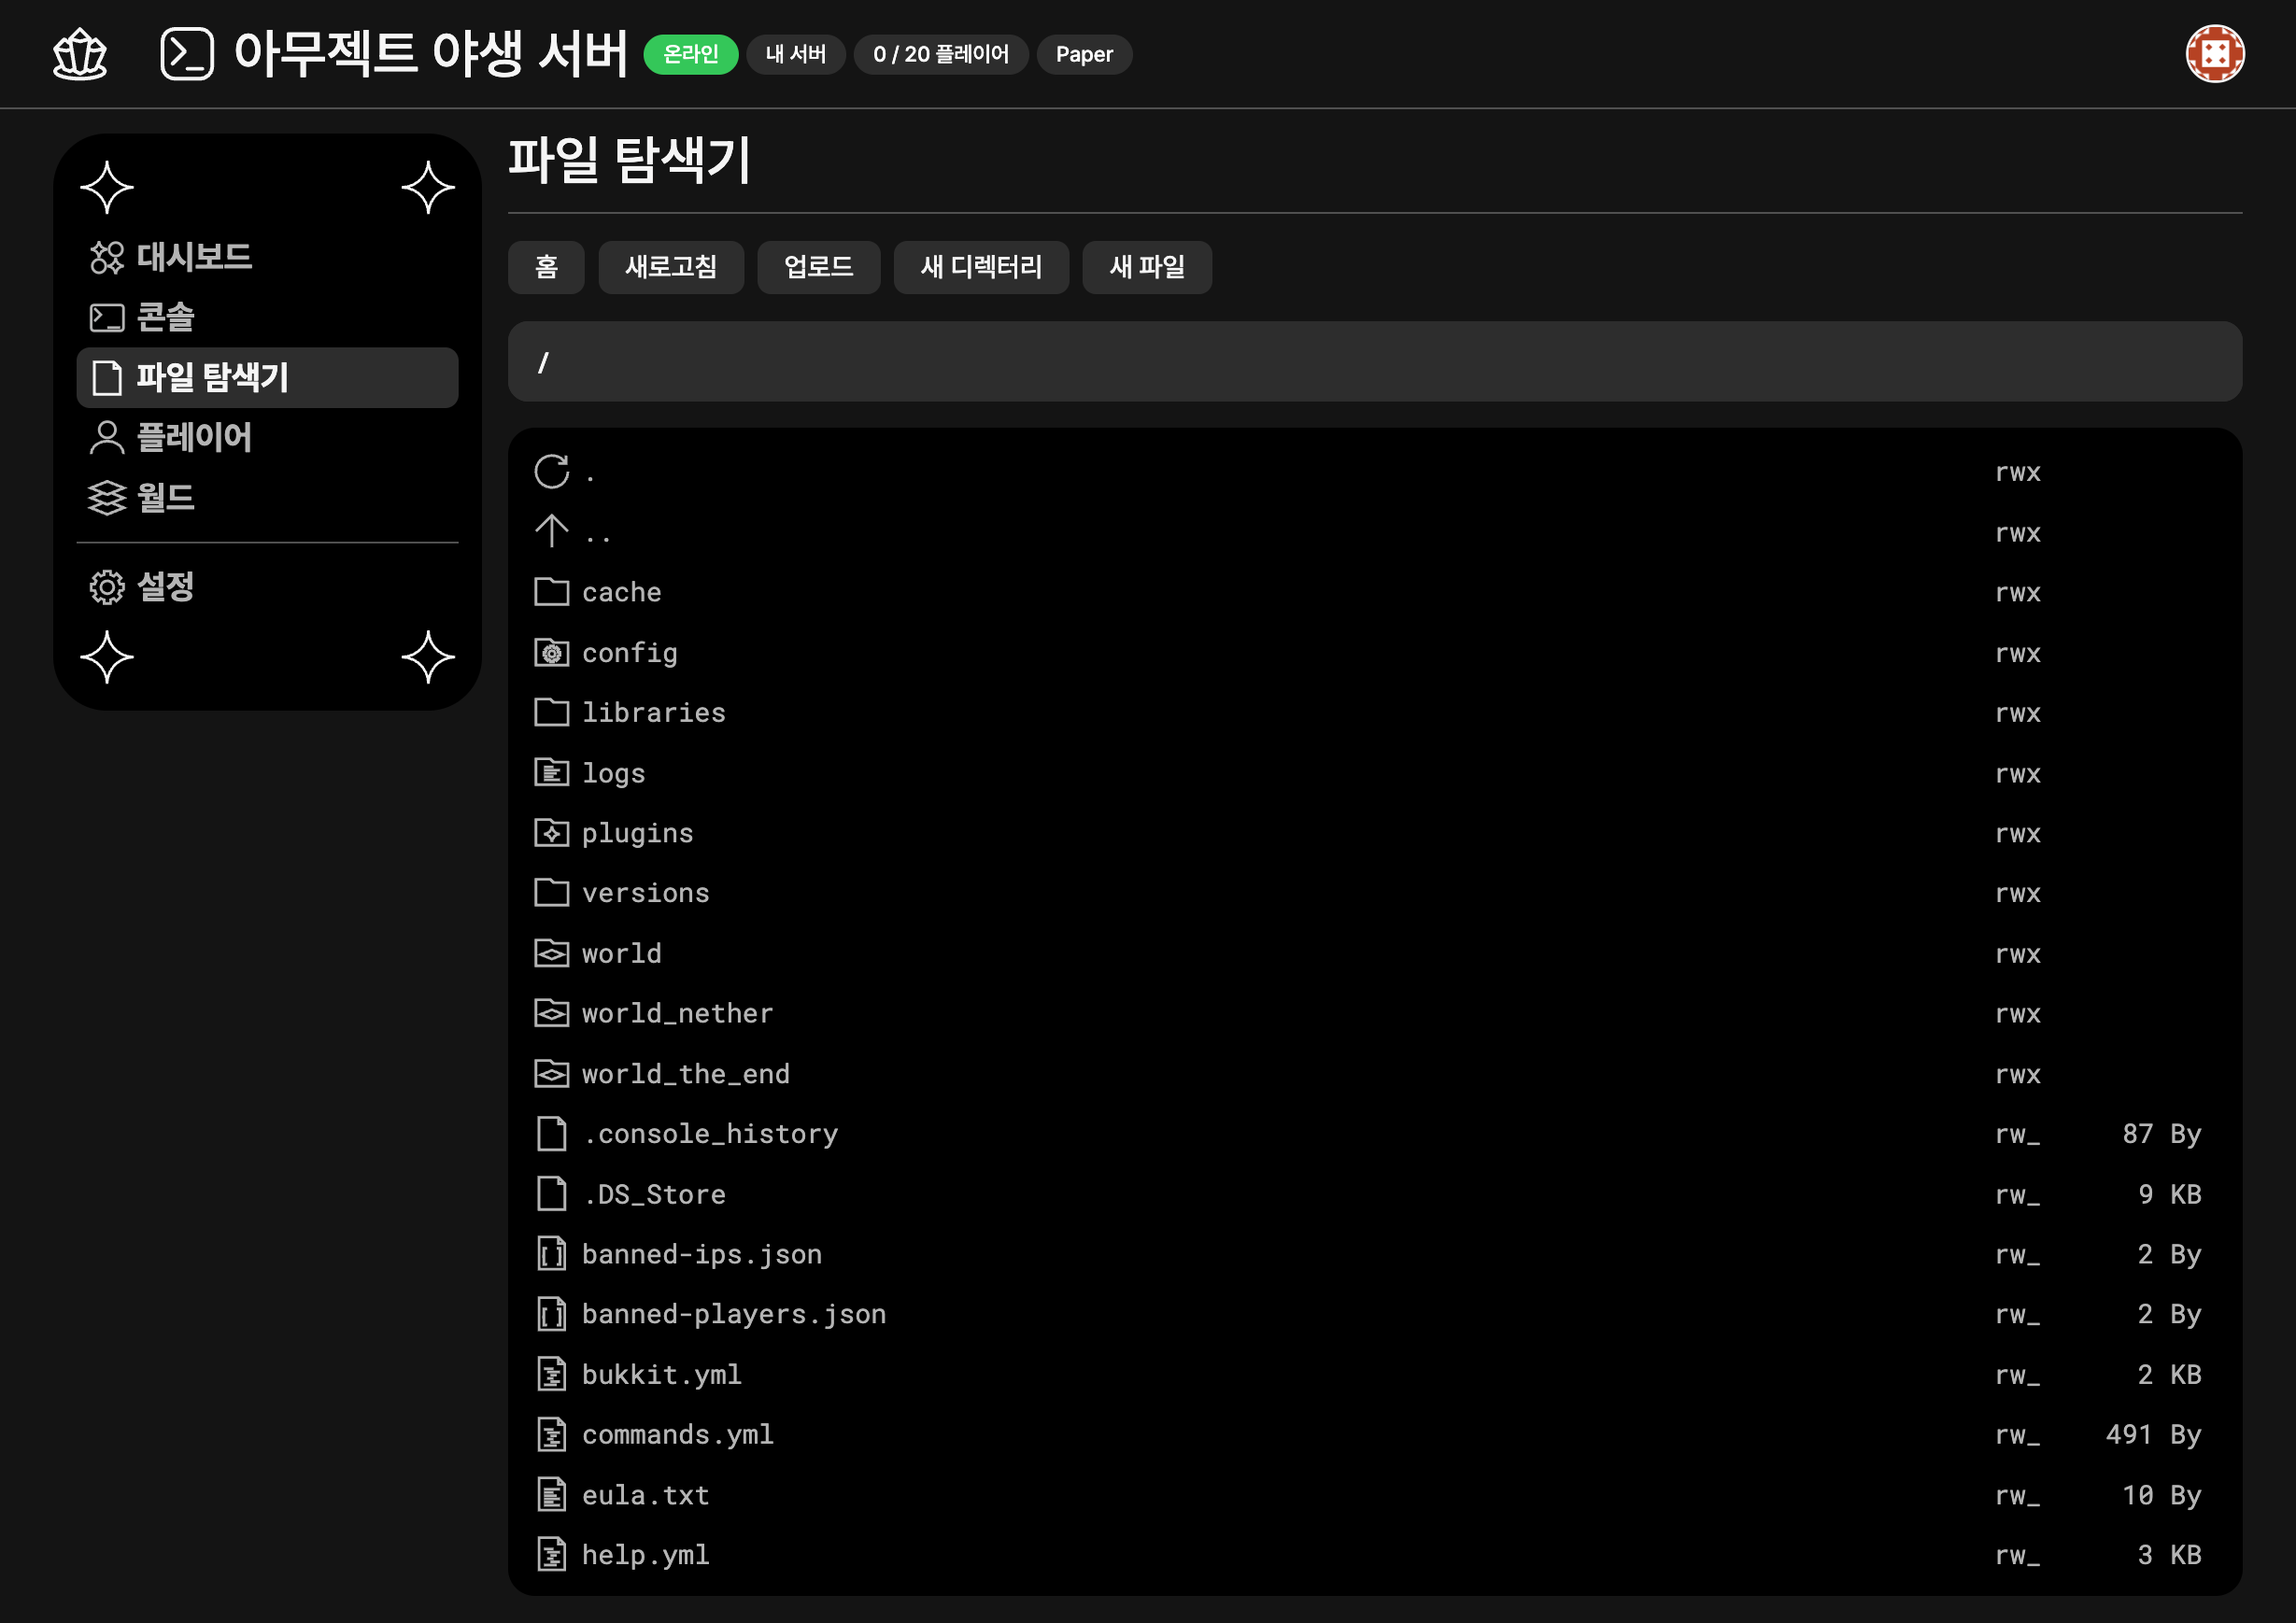 아무젝트 야생 서버 온라인 내 서버 0 / 20 플레이어 Paper
대시보드
콘솔
파일 탐색기
플레이어
월드
설정
파일 탐색기
홈 새로고침 업로드 새 디렉터리 새 파일
/
. rwx
.. rwx
cache rwx
config rwx
libraries rwx
logs rwx
plugins rwx
versions rwx
world rwx
world_nether rwx
world_the_end rwx
.console_history rw_ 87 By
.DS_Store rw_ 9 KB
banned-ips.json rw_ 2 By
banned-players.json rw_ 2 By
bukkit.yml rw_ 2 KB
commands.yml rw_ 491 By
eula.txt rw_ 10 By
help.yml rw_ 3 KB